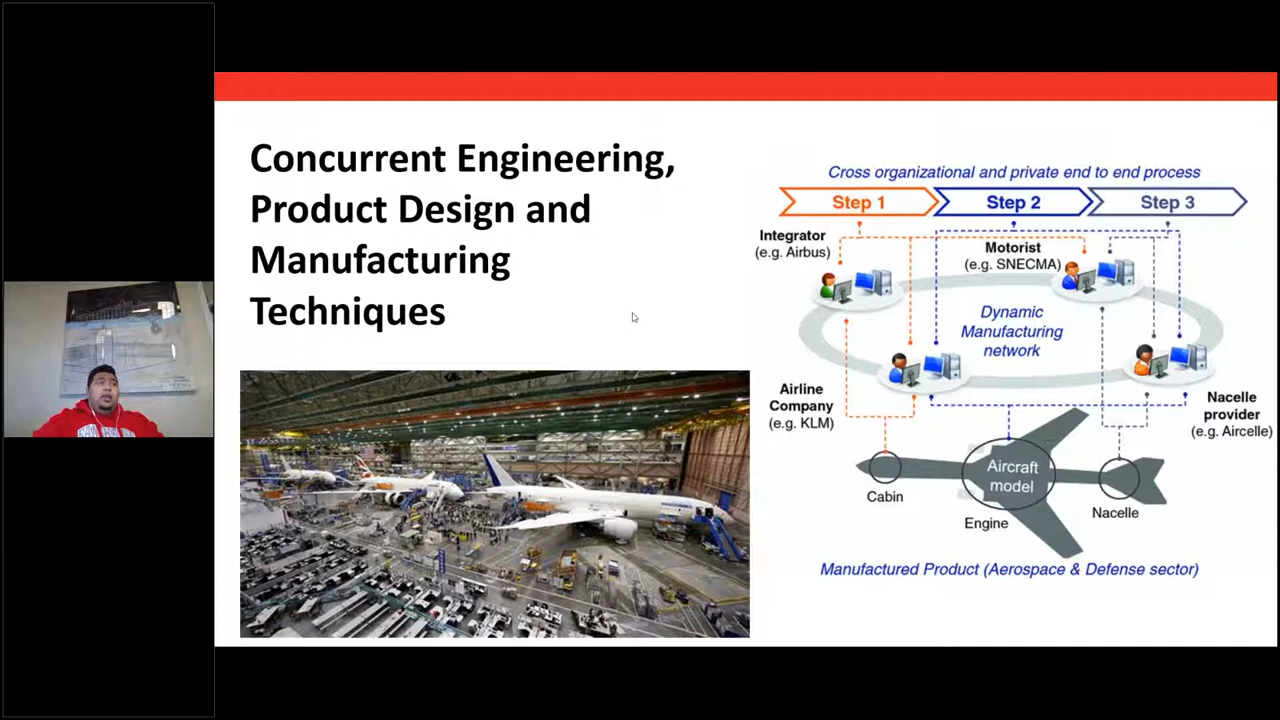 Concurrent Engineering,
Product Design and
Manufacturing
Techniques
Cross organizational and private end to end process
Step 1
Step 2
Step 3
Integrator
(e.g. Airbus)
Motorist
(e.g. SNECMA)
Dynamic
Manufacturing
network
Airline
Company
(e.g. KLM)
Nacelle
provider
(e.g. Aircelle)
Aircraft
model
Cabin
Engine
Nacelle
Manufactured Product (Aerospace & Defense sector)